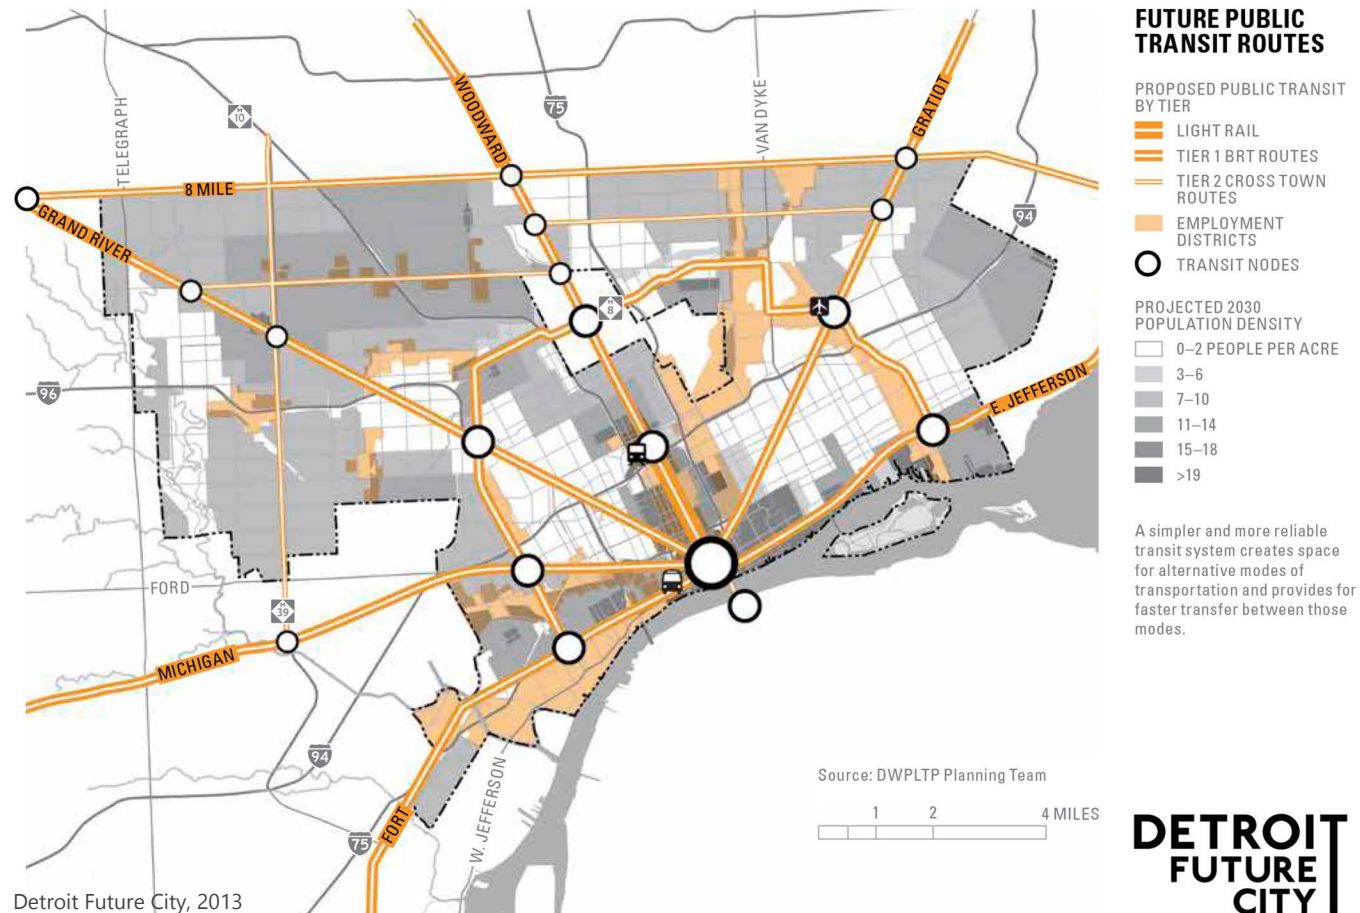 FUTURE PUBLIC
TRANSIT ROUTES
PROPOSED PUBLIC TRANSIT
BY TIER
LIGHT RAIL
TIER 1 BRT ROUTES
TIER 2 CROSS TOWN
ROUTES
EMPLOYMENT
DISTRICTS
TRANSIT NODES
PROJECTED 2030
POPULATION DENSITY
0–2 PEOPLE PER ACRE
3–6
7–10
11–14
15–18
>19
A simpler and more reliable
transit system creates space
for alternative modes of
transportation and provides for
faster transfer between those
modes.
TELEGRAPH
M
10
WOODWARD
75
VAN DYKE
GRATIOT
8 MILE
GRAND RIVER
94
M
8
96
E. JEFFERSON
FORD
M
39
MICHIGAN
94
75
FORT
W. JEFFERSON
Source: DWPLTP Planning Team
1 2 4 MILES
DETROIT
FUTURE
CITY
Detroit Future City, 2013